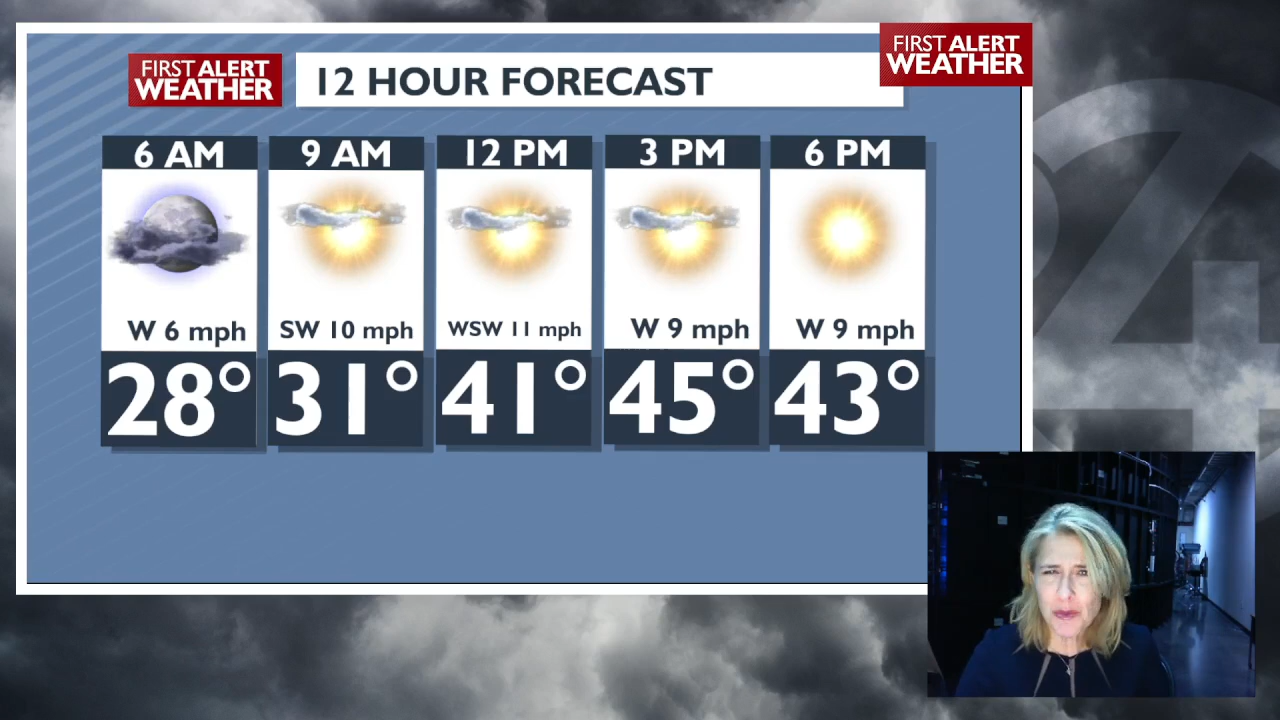 FIRST ALERT
WEATHER
12 HOUR FORECAST
FIRST ALERT
WEATHER
6 AM
9 AM
12 PM
3 PM
6 PM
W 6 mph
SW 10 mph
WSW 11 mph
W 9 mph
W 9 mph
28°
31°
41°
45°
43°
24